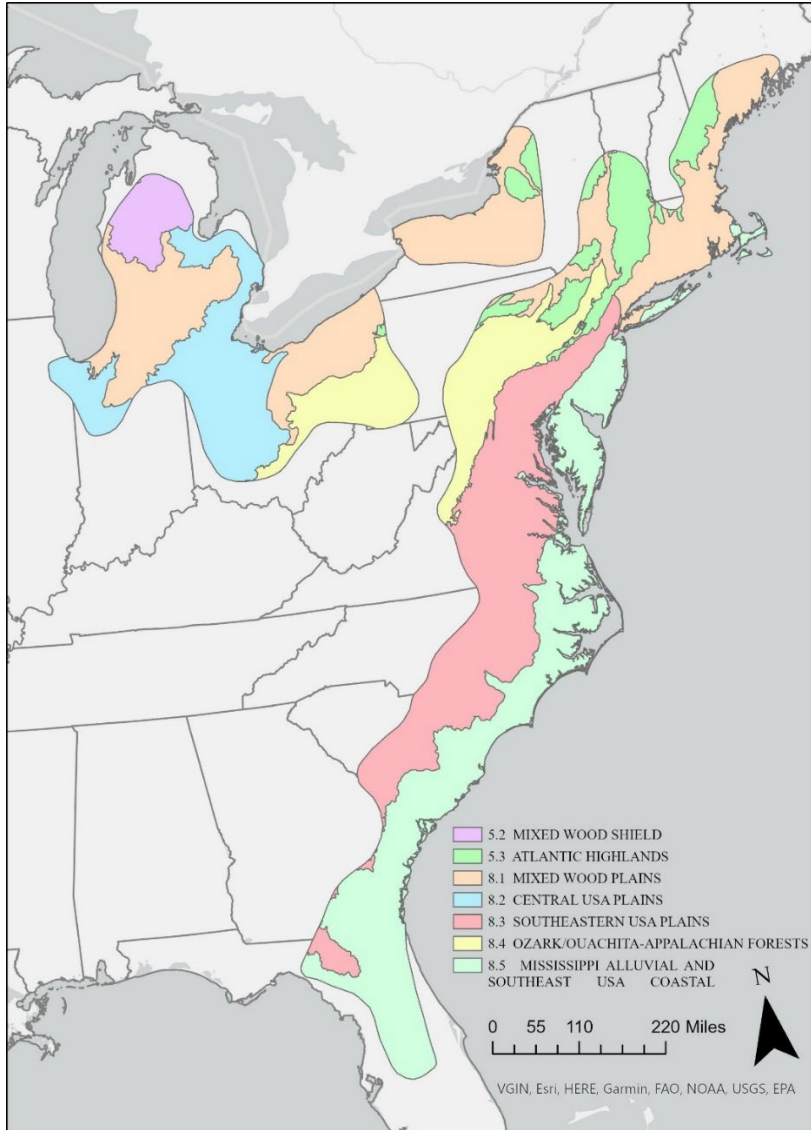 5.2 MIXED WOOD SHIELD
5.3 ATLANTIC HIGHLANDS
8.1 MIXED WOOD PLAINS
8.2 CENTRAL USA PLAINS
8.3 SOUTHEASTERN USA PLAINS
8.4 OZARK/OUACHITA-APPALACHIAN FORESTS
8.5 MISSISSIPPI ALLUVIAL AND
SOUTHEAST USA COASTAL
N
0 55 110 220 Miles
VGIN, Esri, HERE, Garmin, FAO, NOAA, USGS, EPA